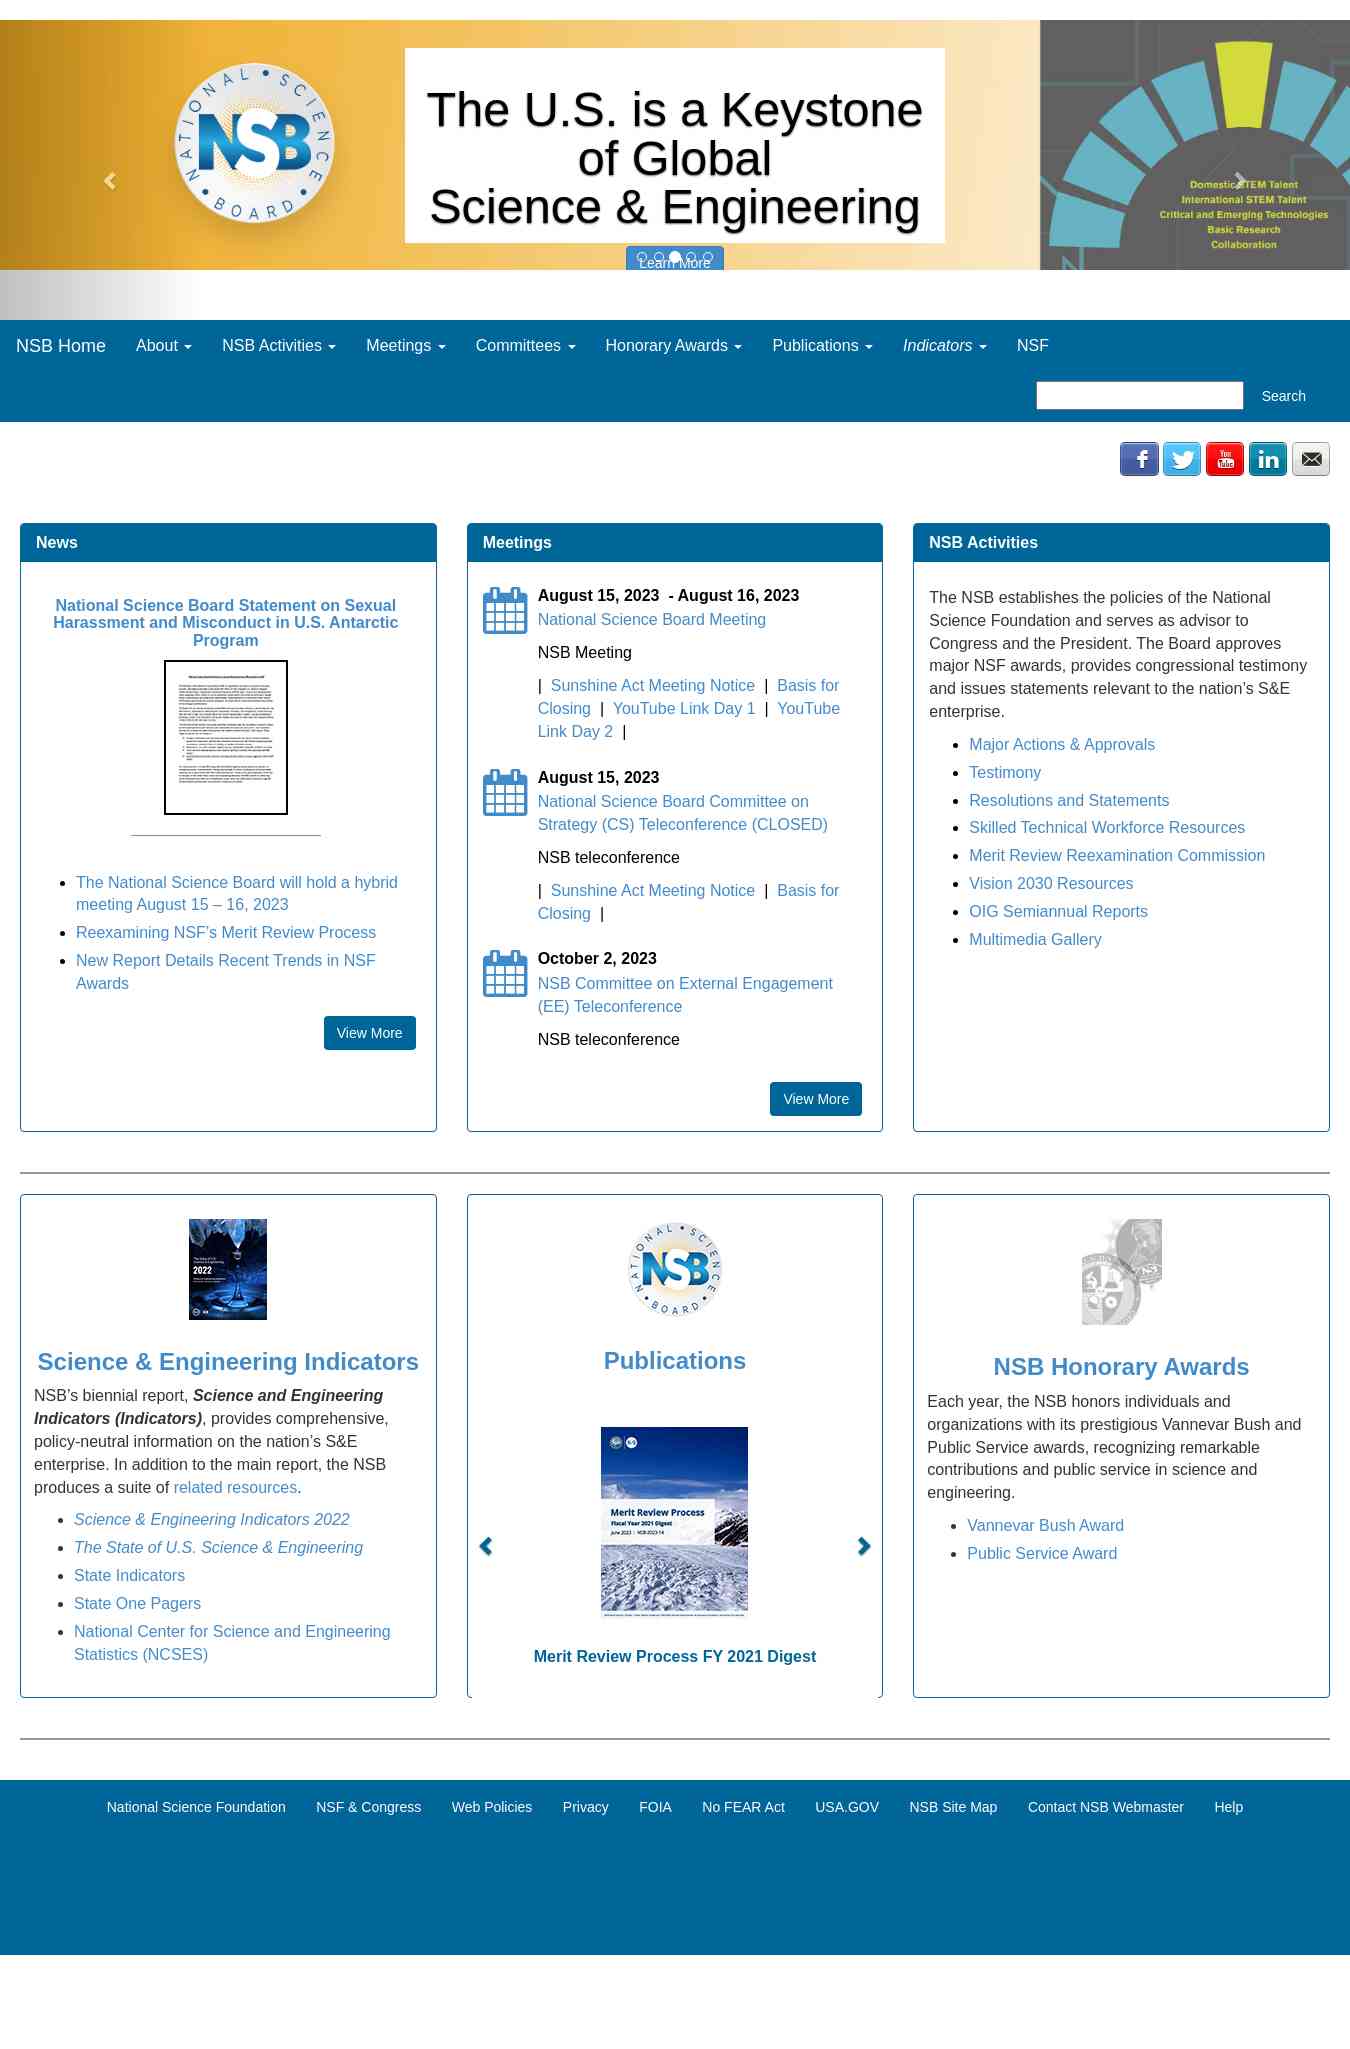 NATIONAL SCIENCE BOARD
NSB
The U.S. is a Keystone
of Global
Science & Engineering
Learn More
Domestic STEM Talent
International STEM Talent
Critical and Emerging Technologies
Basic Research
Collaboration
NSB Home
About
NSB Activities
Meetings
Committees
Honorary Awards
Publications
Indicators
NSF
Search
f
You
Tube
in
News
National Science Board Statement on Sexual
Harassment and Misconduct in U.S. Antarctic
Program
The National Science Board will hold a hybrid
meeting August 15 – 16, 2023
Reexamining NSF's Merit Review Process
New Report Details Recent Trends in NSF
Awards
View More
Meetings
August 15, 2023  - August 16, 2023
National Science Board Meeting
NSB Meeting
| Sunshine Act Meeting Notice | Basis for
Closing | YouTube Link Day 1 | YouTube
Link Day 2 |
August 15, 2023
National Science Board Committee on
Strategy (CS) Teleconference (CLOSED)
NSB teleconference
| Sunshine Act Meeting Notice | Basis for
Closing |
October 2, 2023
NSB Committee on External Engagement
(EE) Teleconference
NSB teleconference
View More
NSB Activities
The NSB establishes the policies of the National
Science Foundation and serves as advisor to
Congress and the President. The Board approves
major NSF awards, provides congressional testimony
and issues statements relevant to the nation's S&E
enterprise.
Major Actions & Approvals
Testimony
Resolutions and Statements
Skilled Technical Workforce Resources
Merit Review Reexamination Commission
Vision 2030 Resources
OIG Semiannual Reports
Multimedia Gallery
2022
Science & Engineering Indicators
NSB’s biennial report, Science and Engineering
Indicators (Indicators), provides comprehensive,
policy-neutral information on the nation’s S&E
enterprise. In addition to the main report, the NSB
produces a suite of related resources.
Science & Engineering Indicators 2022
The State of U.S. Science & Engineering
State Indicators
State One Pagers
National Center for Science and Engineering
Statistics (NCSES)
NATIONAL SCIENCE BOARD
NSB
Publications
Merit Review Process
Fiscal Year 2021 Digest
June 2023 | NSB-2023-14
Merit Review Process FY 2021 Digest
NSB Honorary Awards
Each year, the NSB honors individuals and
organizations with its prestigious Vannevar Bush and
Public Service awards, recognizing remarkable
contributions and public service in science and
engineering.
Vannevar Bush Award
Public Service Award
National Science Foundation
NSF & Congress
Web Policies
Privacy
FOIA
No FEAR Act
USA.GOV
NSB Site Map
Contact NSB Webmaster
Help